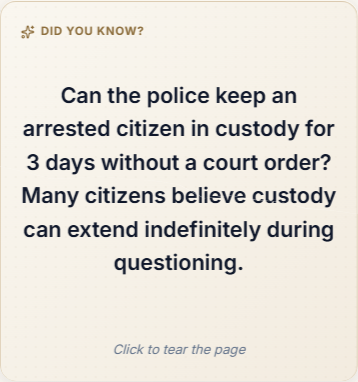 DID YOU KNOW?
Can the police keep an
arrested citizen in custody for
3 days without a court order?
Many citizens believe custody
can extend indefinitely during
questioning.
Click to tear the page